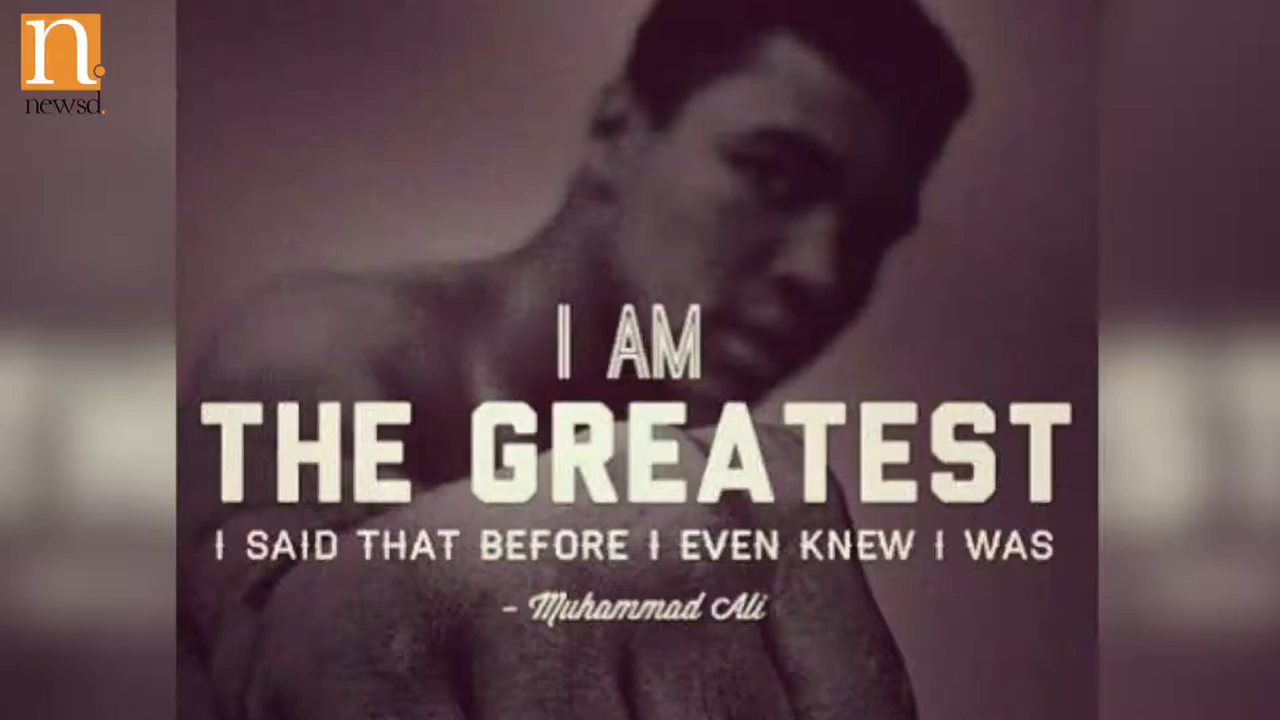 n.
newsd.
I AM
THE GREATEST
I SAID THAT BEFORE I EVEN KNEW I WAS
- Muhammad Ali